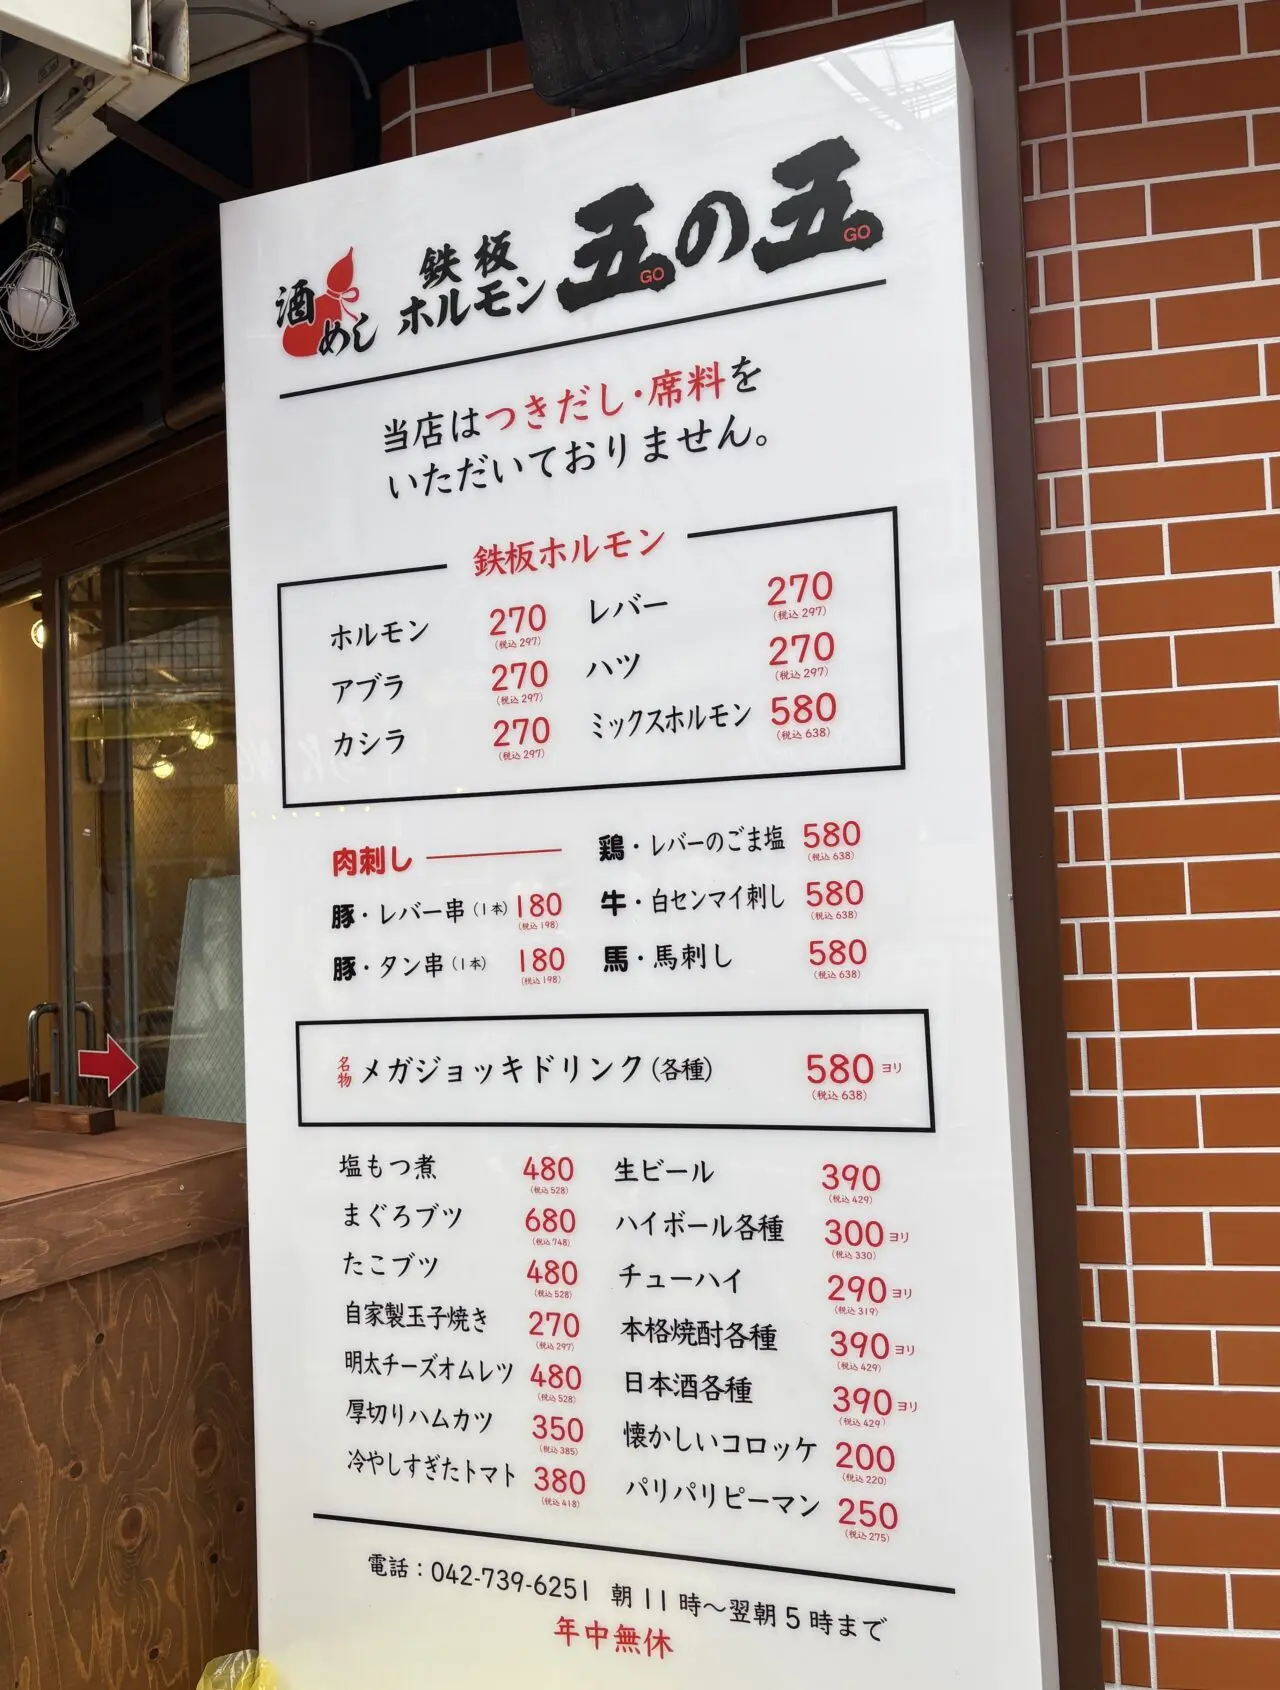 酒めし 鉄板ホルモン 五の五
GO GO
当店はつきだし・席料を
いただいておりません。
鉄板ホルモン
ホルモン 270 (税込297)
アブラ 270 (税込297)
カシラ 270 (税込297)
レバー 270 (税込297)
ハツ 270 (税込297)
ミックスホルモン 580 (税込638)
肉刺し
豚・レバー串(1本) 180 (税込198)
豚・タン串(1本) 180 (税込198)
鶏・レバーのごま塩 580 (税込638)
牛・白センマイ刺し 580 (税込638)
馬・馬刺し 580 (税込638)
名物 メガジョッキドリンク(各種) 580ヨリ (税込638)
塩もつ煮 480 (税込528)
まぐろブツ 680 (税込748)
たこブツ 480 (税込528)
自家製玉子焼き 270 (税込297)
明太チーズオムレツ 480 (税込528)
厚切りハムカツ 350 (税込385)
冷やしすぎたトマト 380 (税込418)
生ビール 390 (税込429)
ハイボール各種 300ヨリ (税込330)
チューハイ 290ヨリ (税込319)
本格焼酎各種 390ヨリ (税込429)
日本酒各種 390ヨリ (税込429)
懐かしいコロッケ 200 (税込220)
パリパリピーマン 250 (税込275)
電話：042-739-6251 朝11時〜翌朝5時まで
年中無休